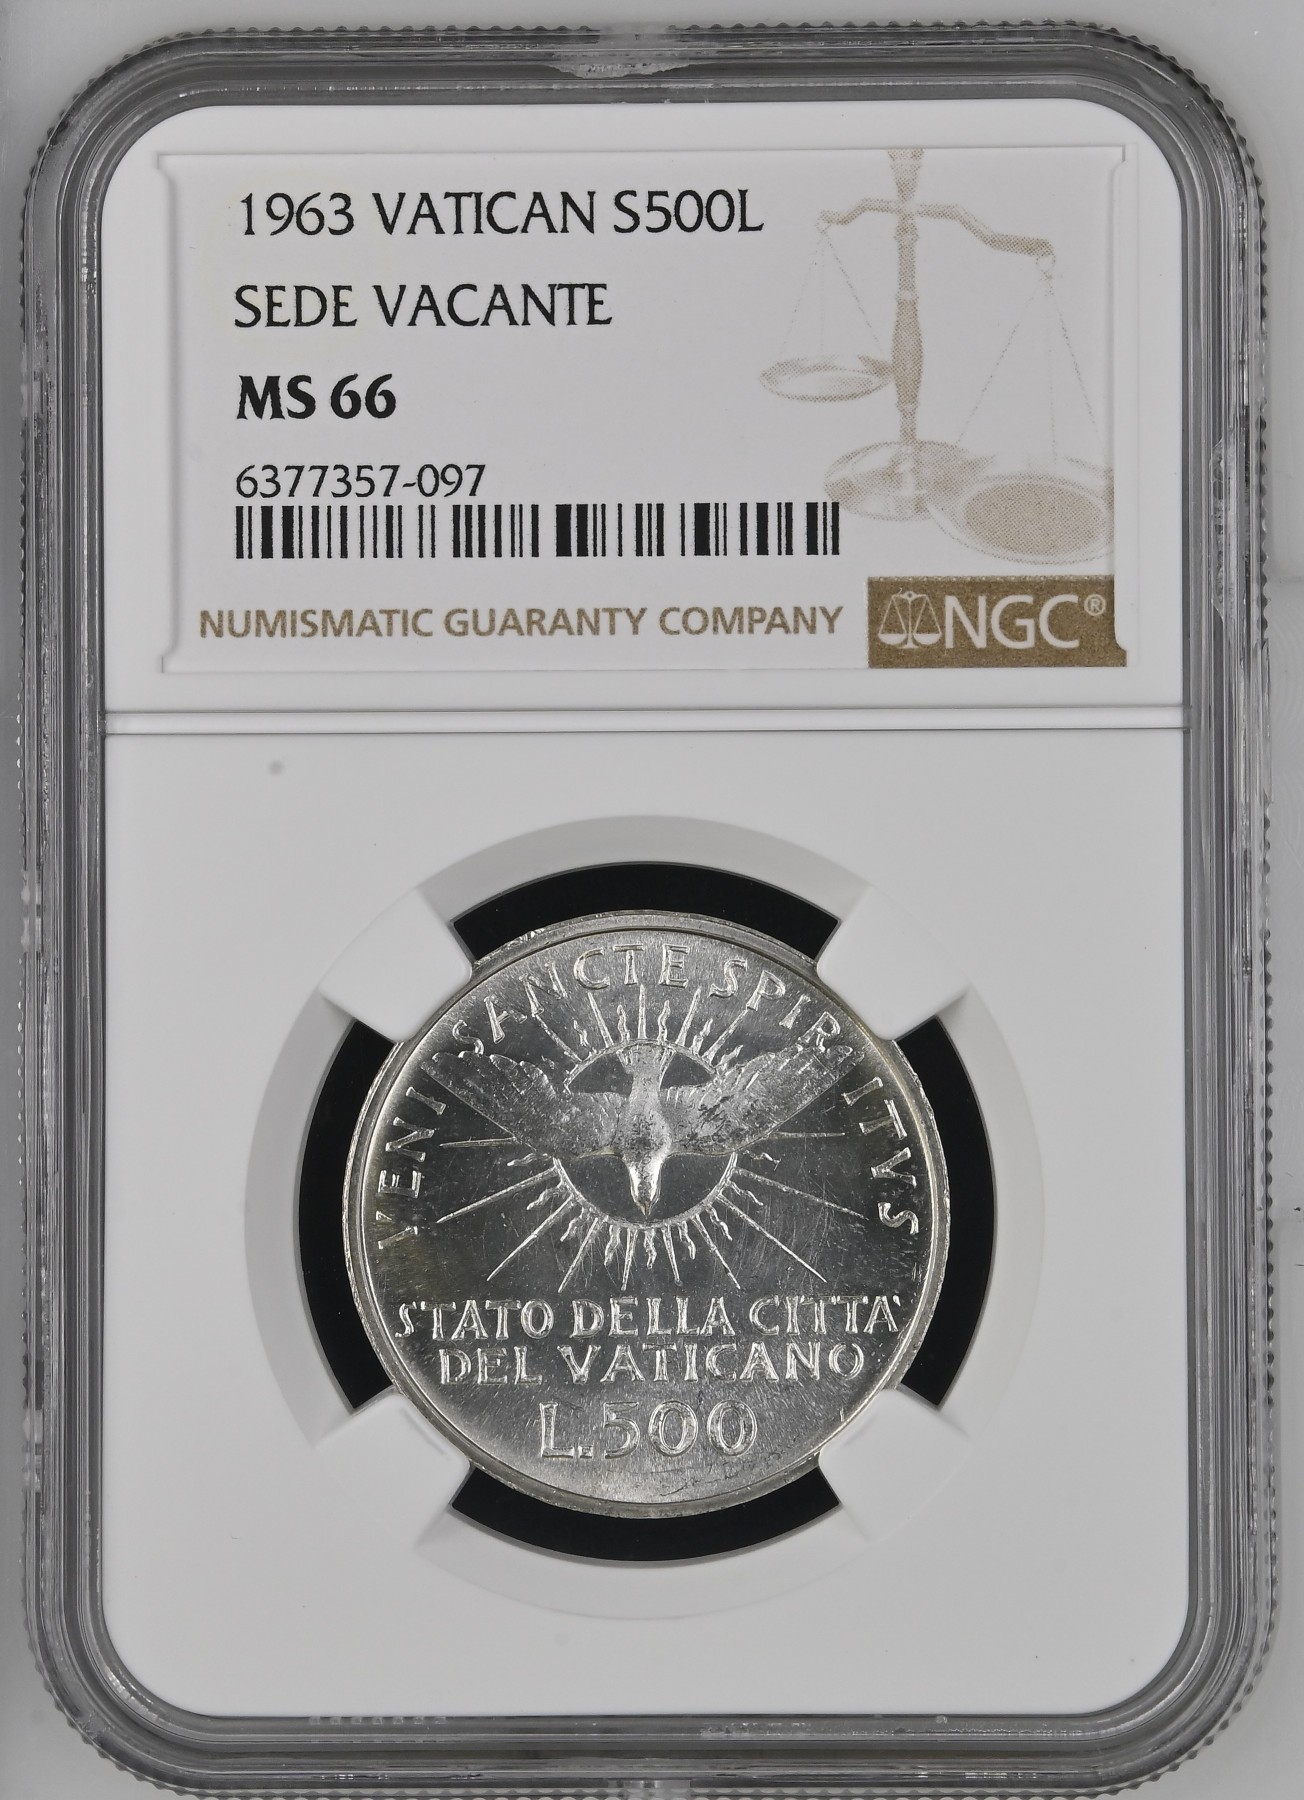 1963 VATICAN S500L
SEDE VACANTE
MS 66
6377357-097
NUMISMATIC GUARANTY COMPANY
NGC®
VENI SANCTE SPIRITVS
STATO DELLA CITTA'
DEL VATICANO
L.500